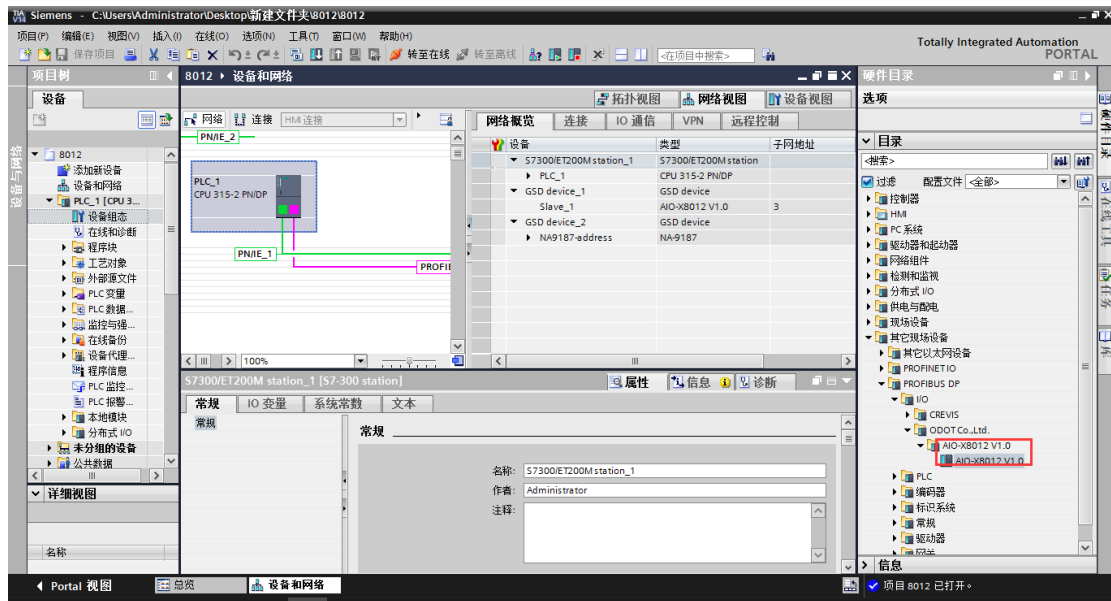 Siemens - C:\Users\Administrator\Desktop\新建文件夹\8012\8012
项目(P) 编辑(E) 视图(V) 插入(I) 在线(O) 选项(N) 工具(T) 窗口(W) 帮助(H)
Totally Integrated Automation
PORTAL
保存项目 转至在线 转至离线 <在项目中搜索>
项目树
8012 ▸ 设备和网络
硬件目录
设备
拓扑视图 网络视图 设备视图
选项
网络 连接 HMI 连接
网络概览 连接 IO 通信 VPN 远程控制
设备 类型 子网地址
S7300/ET200M station_1 S7300/ET200M station
PLC_1 CPU 315-2 PN/DP
GSD device_1 GSD device
Slave_1 AIO-X8012 V1.0 3
GSD device_2 GSD device
NA9187-address NA-9187
PN/IE_2
PLC_1
CPU 315-2 PN/DP
PN/IE_1
PROFIE
100%
设备与网络
8012
添加新设备
设备和网络
PLC_1 [CPU 3...
设备组态
在线和诊断
程序块
工艺对象
外部源文件
PLC 变量
PLC 数据...
监控与强...
在线备份
设备代理...
程序信息
PLC 监控...
PLC 报警...
本地模块
分布式 I/O
未分组的设备
公共数据
详细视图
名称
S7300/ET200M station_1 [S7-300 station]
属性 信息 诊断
常规 IO 变量 系统常数 文本
常规
常规
名称: S7300/ET200M station_1
作者: Administrator
注释:
目录
<搜索>
过滤 配置文件 <全部>
控制器
HMI
PC 系统
驱动器和起动器
网络组件
检测和监视
分布式 I/O
供电与配电
现场设备
其它现场设备
其它以太网设备
PROFINET IO
PROFIBUS DP
I/O
CREVIS
ODOT Co.,Ltd.
AIO-X8012 V1.0
AIO-X8012 V1.0
PLC
编码器
标识系统
常规
驱动器
网关
信息
硬件目录
在线工具
任务
库
Portal 视图 总览 设备和网络
项目 8012 已打开。